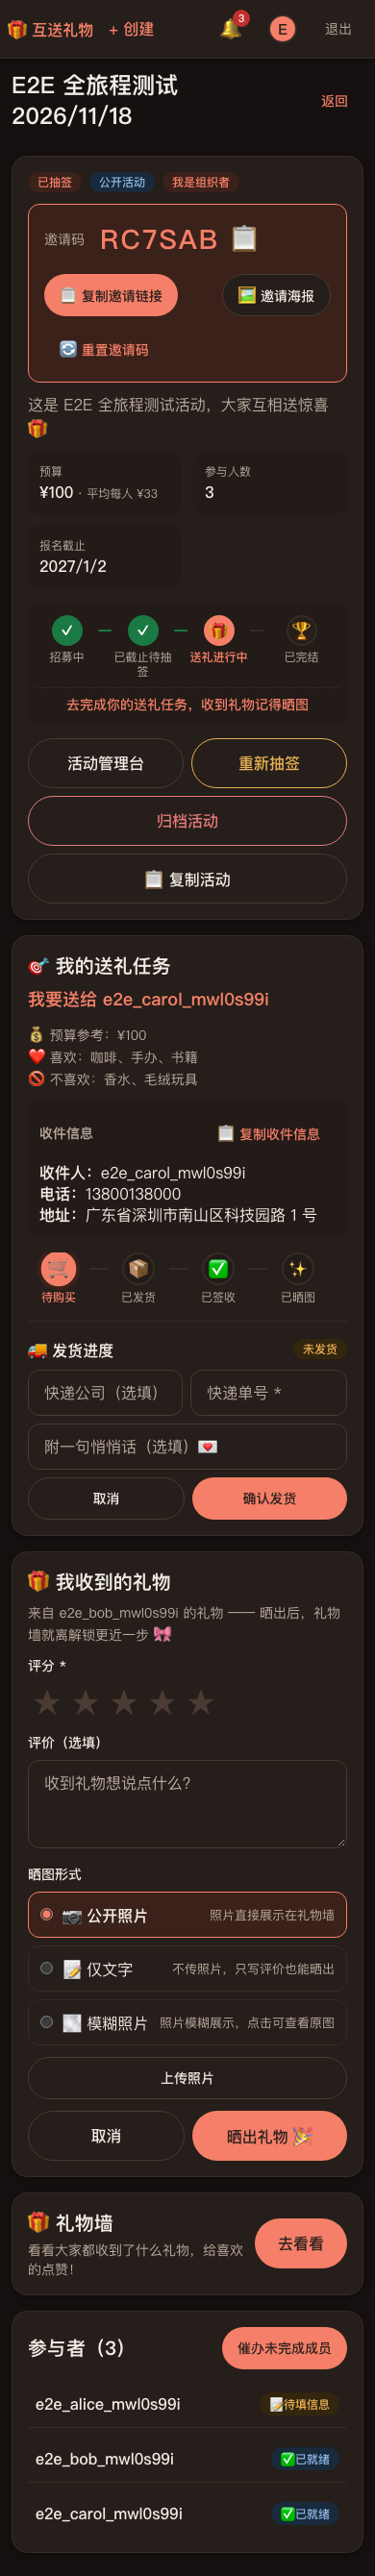 🎁 互送礼物 + 创建 🔔 3 E 退出
E2E 全旅程测试
2026/11/18
返回
已抽签 公开活动 我是组织者
邀请码 RC7SAB 📋
📋 复制邀请链接 🖼️ 邀请海报
🔄 重置邀请码
这是 E2E 全旅程测试活动，大家互相送惊喜
🎁
预算 参与人数
¥100 · 平均每人 ¥33 3
报名截止
2027/1/2
✓ ✓ 🎁 🏆
招募中 已截止待抽签 送礼进行中 已完结
去完成你的送礼任务，收到礼物记得晒图
活动管理台 重新抽签
归档活动
📋 复制活动
🎯 我的送礼任务
我要送给 e2e_carol_mwl0s99i
💰 预算参考：¥100
❤️ 喜欢：咖啡、手办、书籍
🚫 不喜欢：香水、毛绒玩具
收件信息 📋 复制收件信息
收件人：e2e_carol_mwl0s99i
电话：13800138000
地址：广东省深圳市南山区科技园路 1 号
🛒 📦 ✅ ✨
待购买 已发货 已签收 已晒图
🚚 发货进度 未发货
快递公司（选填） 快递单号 *
附一句悄悄话（选填）💌
取消 确认发货
🎁 我收到的礼物
来自 e2e_bob_mwl0s99i 的礼物 —— 晒出后，礼物
墙就离解锁更近一步 🎀
评分 *
★ ★ ★ ★ ★
评价（选填）
收到礼物想说点什么？
晒图形式
📷 公开照片 照片直接展示在礼物墙
📝 仅文字 不传照片，只写评价也能晒出
🌫️ 模糊照片 照片模糊展示，点击可查看原图
上传照片
取消 晒出礼物 🎉
🎁 礼物墙
看看大家都收到了什么礼物，给喜欢
的点赞！
去看看
参与者（3） 催办未完成成员
e2e_alice_mwl0s99i 📝待填信息
e2e_bob_mwl0s99i ✅已就绪
e2e_carol_mwl0s99i ✅已就绪